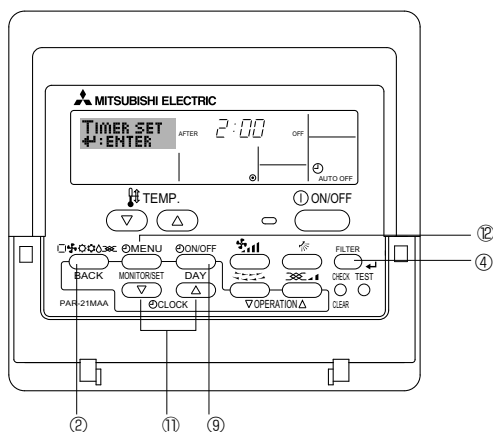 MITSUBISHI ELECTRIC
TIMER SET
AFTER 2:00 OFF
↵:ENTER
AUTO OFF
TEMP. ON/OFF
MENU ON/OFF FILTER
BACK MONITOR/SET DAY CHECK TEST
PAR-21MAA CLOCK ▽OPERATION△ CLEAR
⑫
④
② ⑪ ⑨